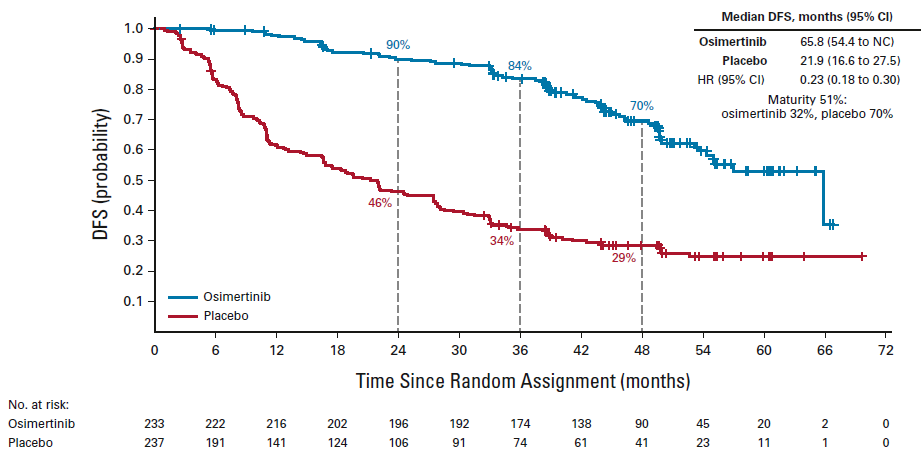 Median DFS, months (95% CI)
Osimertinib 65.8 (54.4 to NC)
Placebo 21.9 (16.6 to 27.5)
HR (95% CI) 0.23 (0.18 to 0.30)
Maturity 51%:
osimertinib 32%, placebo 70%
DFS (probability)
1.0
0.9
0.8
0.7
0.6
0.5
0.4
0.3
0.2
0.1
90%
84%
70%
46%
34%
29%
Osimertinib
Placebo
0 6 12 18 24 30 36 42 48 54 60 66 72
Time Since Random Assignment (months)
No. at risk:
Osimertinib 233 222 216 202 196 192 174 138 90 45 20 2 0
Placebo 237 191 141 124 106 91 74 61 41 23 11 1 0